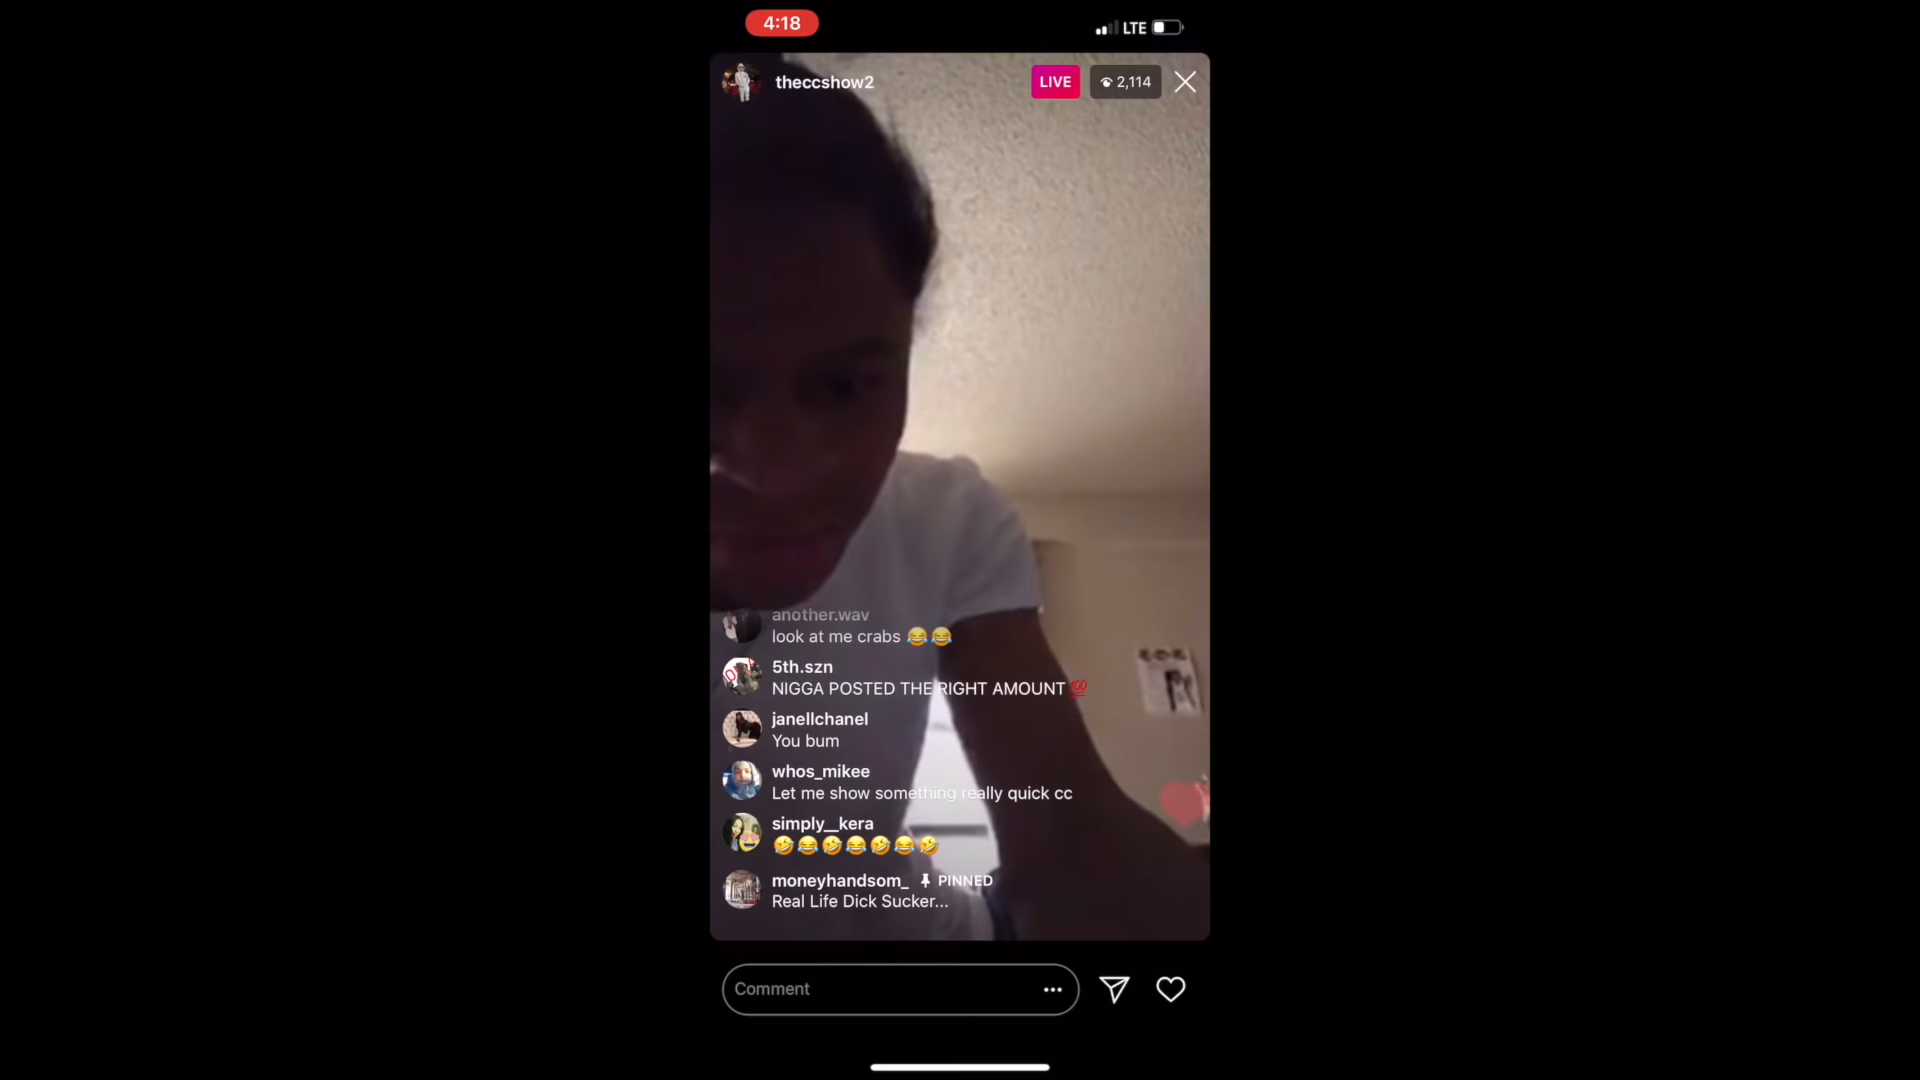 4:18
LTE
theccshow2
LIVE
2,114
another.wav
look at me crabs 😂😂
5th.szn
NIGGA POSTED THE RIGHT AMOUNT 💯
janellchanel
You bum
whos_mikee
Let me show something really quick cc
simply__kera
🤣😂🤣😂🤣😂🤣
moneyhandsom_ PINNED
Real Life Dick Sucker...
Comment